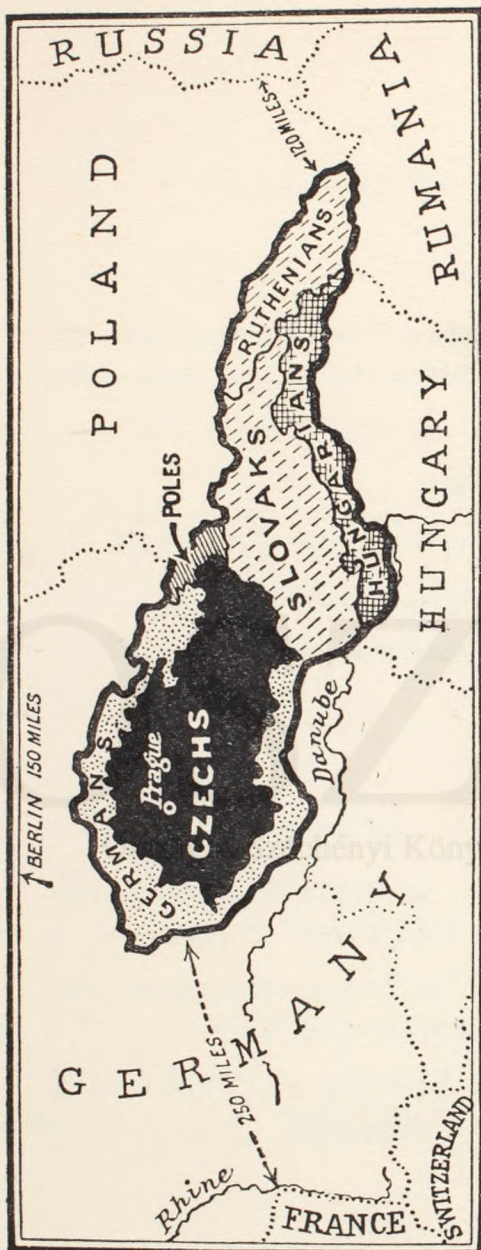 RUSSIA
120 MILES
RUMANIA
POLAND
RUTHENIANS
HUNGARIANS
SLOVAKS
POLES
HUNGARY
BERLIN 150 MILES
GERMANS
Prague
CZECHS
Danube
GERMANY
250 MILES
Rhine
FRANCE
SWITZERLAND